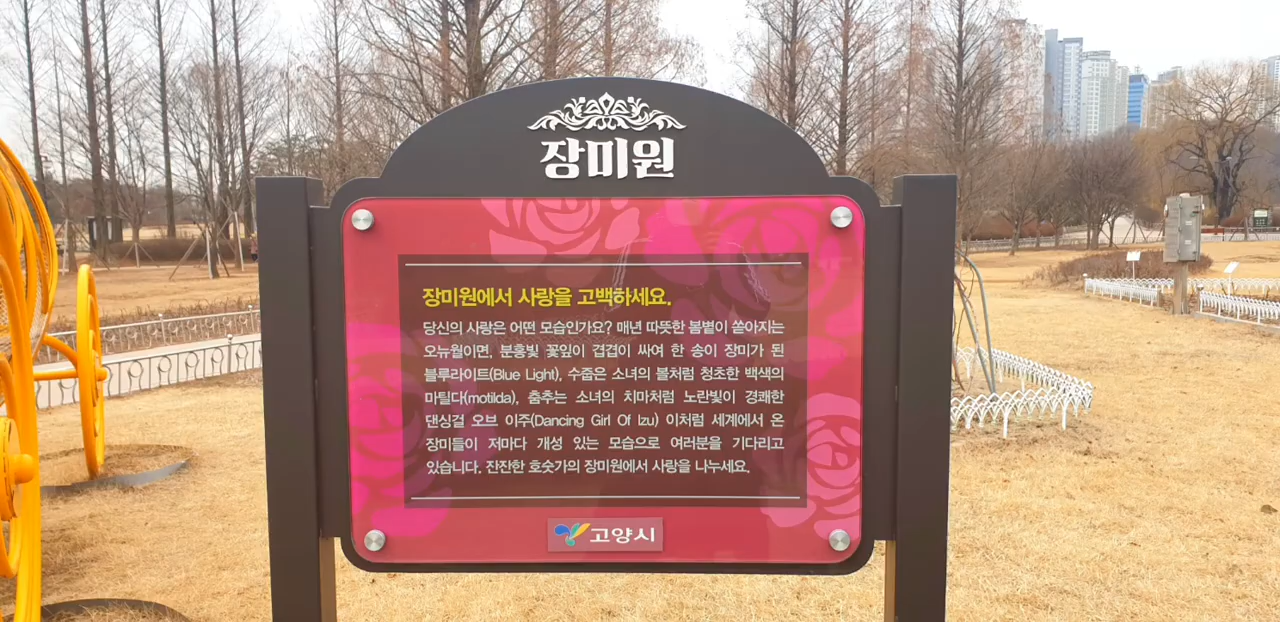 장미원
장미원에서 사랑을 고백하세요.
당신의 사랑은 어떤 모습인가요? 매년 따뜻한 봄볕이 쏟아지는
오뉴월이면, 분홍빛 꽃잎이 겹겹이 싸여 한 송이 장미가 된
블루라이트(Blue Light), 수줍은 소녀의 볼처럼 청초한 백색의
마틸다(motilda), 춤추는 소녀의 치마처럼 노란빛이 경쾌한
댄싱걸 오브 이주(Dancing Girl Of Izu) 이처럼 세계에서 온
장미들이 저마다 개성 있는 모습으로 여러분을 기다리고
있습니다. 잔잔한 호숫가의 장미원에서 사랑을 나누세요.
고양시